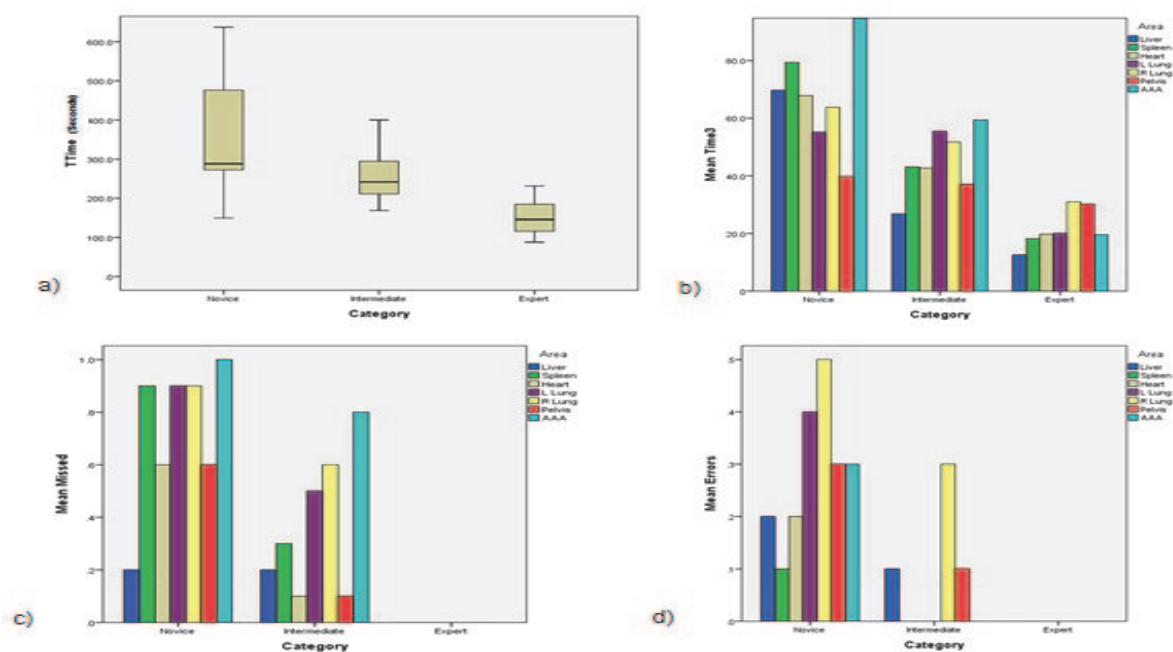 600.0
500.0
400.0
300.0
200.0
100.0
.0
TTime (Seconds)
Novice
Intermediate
Expert
Category
a)
80.0
60.0
40.0
20.0
0
Mean Time3
Novice
Intermediate
Expert
Category
Area
Liver
Spleen
Heart
L Lung
R Lung
Pelvis
AAA
b)
1.0
.8
.6
.4
.2
.0
Mean Missed
Novice
Intermediate
Expert
Category
Area
Liver
Spleen
Heart
L Lung
R Lung
Pelvis
AAA
c)
.5
.4
.3
.2
.1
.0
Mean Errors
Novice
Intermediate
Expert
Category
Area
Liver
Spleen
Heart
L Lung
R Lung
Pelvis
AAA
d)